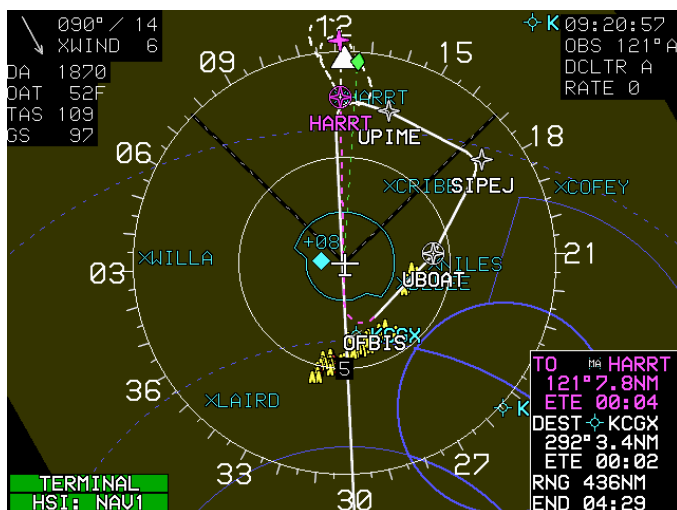 090° / 14
XWIND 6
DA 1870
OAT 52F
TAS 109
GS 97
K
09:20:57
OBS 121°A
DCLTR A
RATE 0
12
15
18
21
27
30
33
36
03
06
09
HARRT
HARRT
UPIME
CRIBE
SIPEJ
COFEY
WILLA
+08
NILES
UBOAT
KCGX
OFBIS
5
LAIRD
K
TO MA HARRT
121° 7.8NM
ETE 00:04
DEST KCGX
292° 3.4NM
ETE 00:02
RNG 436NM
END 04:29
TERMINAL
HSI: NAV1